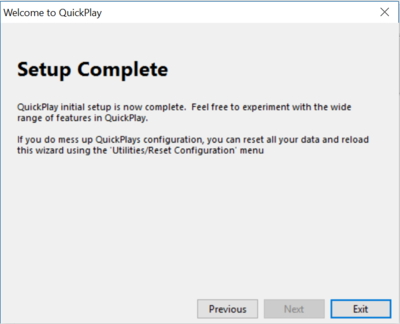 Welcome to QuickPlay
Setup Complete
QuickPlay initial setup is now complete. Feel free to experiment with the wide
range of features in QuickPlay.
If you do mess up QuickPlays configuration, you can reset all your data and reload
this wizard using the 'Utilities/Reset Configuration' menu
Previous
Next
Exit